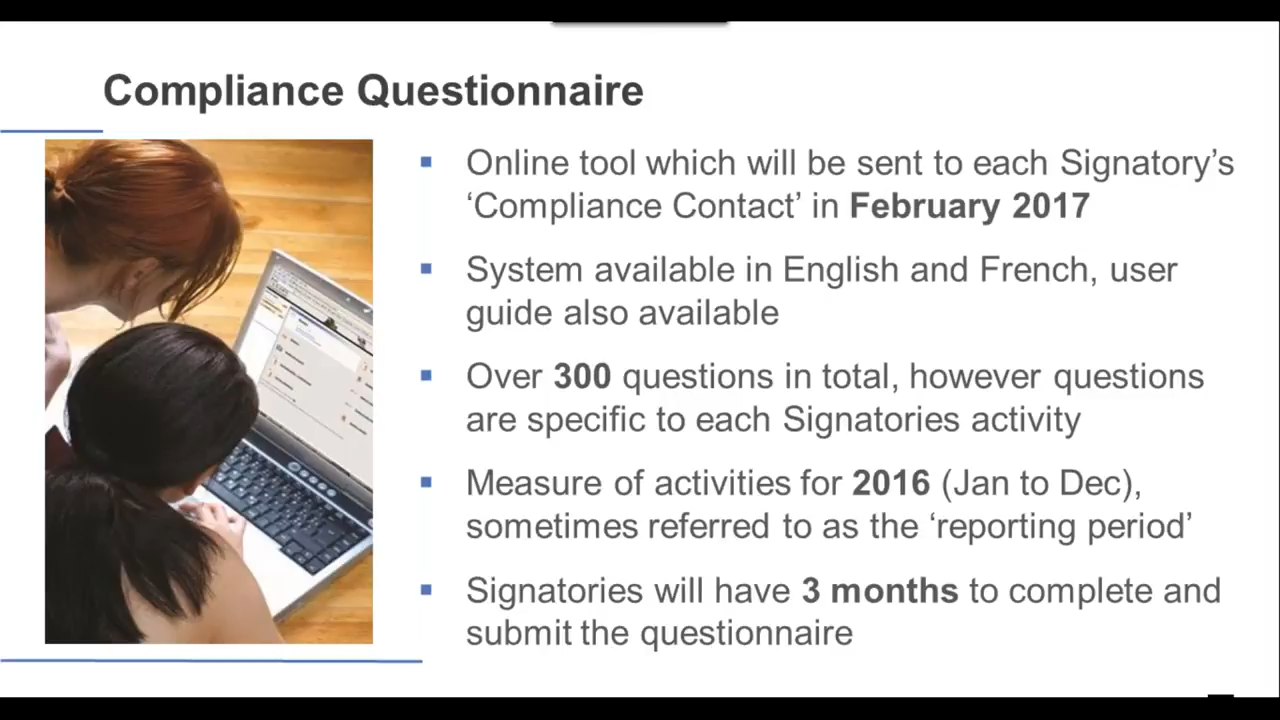 Compliance Questionnaire
Online tool which will be sent to each Signatory’s
‘Compliance Contact’ in February 2017
System available in English and French, user
guide also available
Over 300 questions in total, however questions
are specific to each Signatories activity
Measure of activities for 2016 (Jan to Dec),
sometimes referred to as the ‘reporting period’
Signatories will have 3 months to complete and
submit the questionnaire